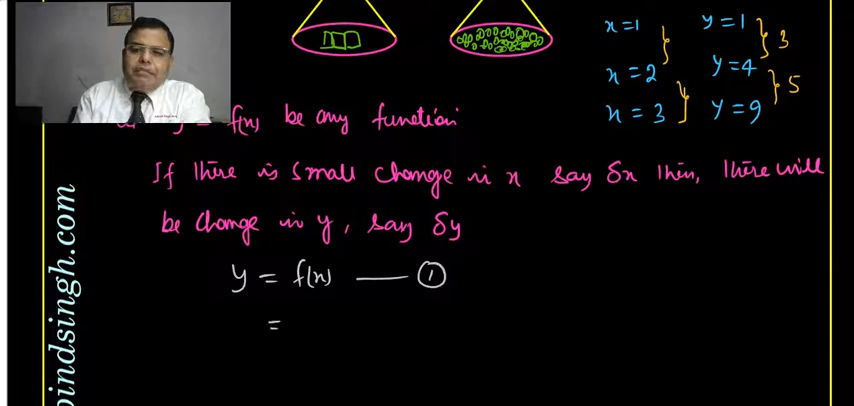 x=1 y=1 } 3
x=2 y=4 } 5
x=3 y=9
y = f(x) be any function
If there is small change in x say δx then, there will
be change in y, say δy
y = f(x) —— ①
=
pindsingh.com